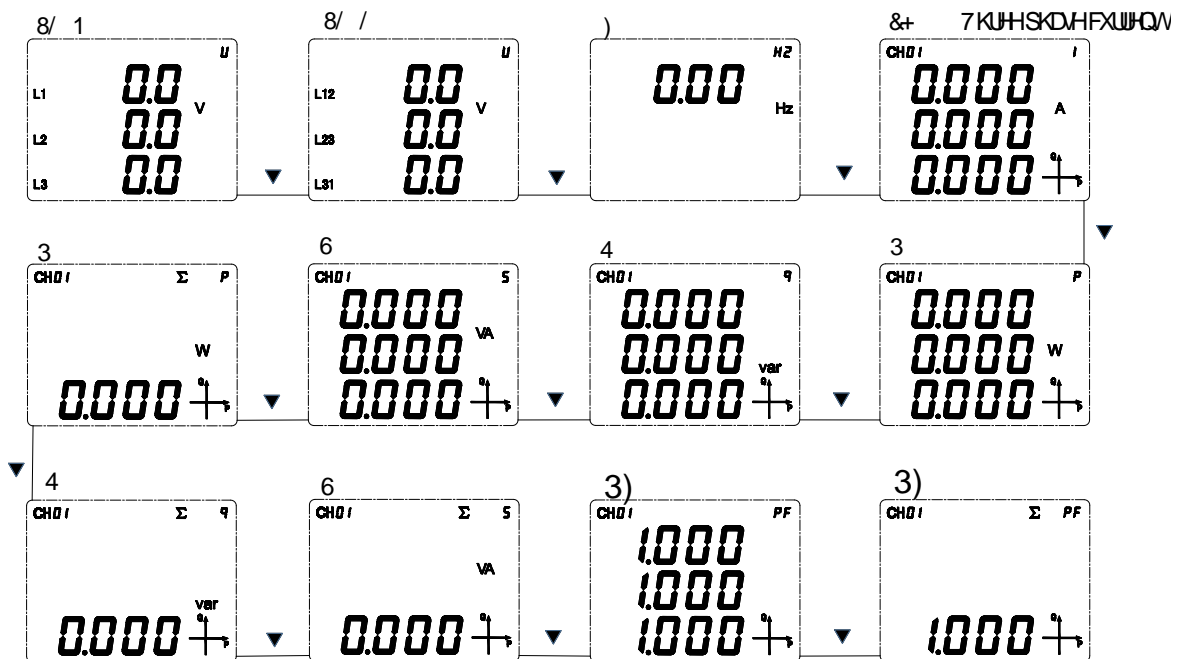 8/ 1
8/ /
)
&+ 7KUHHSKDVHFXUUHQW
U
L1 0.0
V
L2 0.0
L3 0.0
U
L12 0.0
V
L23 0.0
L31 0.0
HZ
0.00
Hz
CH01 I
0.000
A
0.000
0.000
Q
P
3
6
4
3
CH01 Σ P
W
0.000
Q
P
CH01 S
0.000
VA
0.000
0.000
Q
P
CH01 q
0.000
0.000
var
0.000
Q
P
CH01 P
0.000
0.000 W
0.000
Q
P
4
6
3)
3)
CH01 Σ q
var
0.000
Q
P
CH01 Σ S
VA
0.000
Q
P
CH01 PF
1.000
1.000
1.000
Q
P
CH01 Σ PF
1.000
Q
P